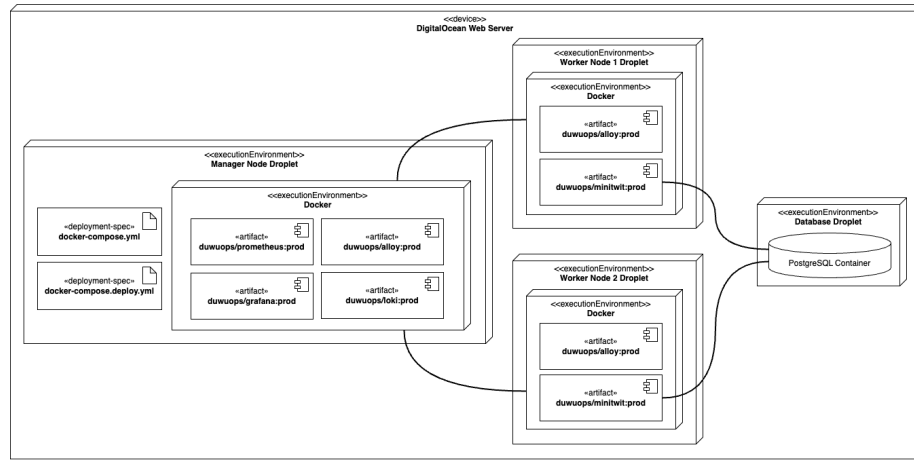 <<device>>
DigitalOcean Web Server
<<executionEnvironment>>
Manager Node Droplet
«deployment-spec»
docker-compose.yml
«deployment-spec»
docker-compose.deploy.yml
<<executionEnvironment>>
Docker
«artifact»
duwuops/prometheus:prod
«artifact»
duwuops/alloy:prod
«artifact»
duwuops/grafana:prod
«artifact»
duwuops/loki:prod
<<executionEnvironment>>
Worker Node 1 Droplet
<<executionEnvironment>>
Docker
«artifact»
duwuops/alloy:prod
«artifact»
duwuops/minitwit:prod
<<executionEnvironment>>
Worker Node 2 Droplet
<<executionEnvironment>>
Docker
«artifact»
duwuops/alloy:prod
«artifact»
duwuops/minitwit:prod
<<executionEnvironment>>
Database Droplet
PostgreSQL Container